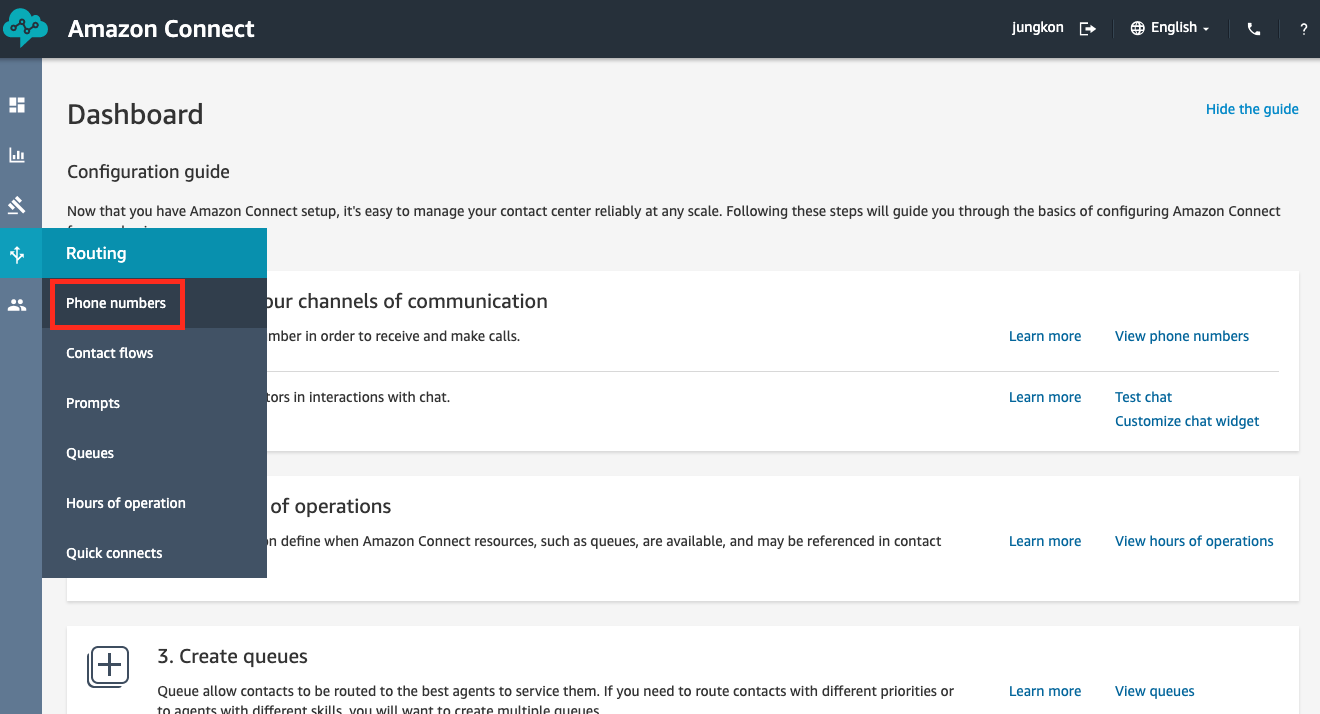 Amazon Connect
jungkon
English
?
Dashboard
Hide the guide
Configuration guide
Now that you have Amazon Connect setup, it's easy to manage your contact center reliably at any scale. Following these steps will guide you through the basics of configuring Amazon Connect
Routing
Phone numbers
Contact flows
Prompts
Queues
Hours of operation
Quick connects
our channels of communication
mber in order to receive and make calls.
Learn more
View phone numbers
tors in interactions with chat.
Learn more
Test chat
Customize chat widget
of operations
on define when Amazon Connect resources, such as queues, are available, and may be referenced in contact
Learn more
View hours of operations
3. Create queues
Queue allow contacts to be routed to the best agents to service them. If you need to route contacts with different priorities or
to agents with different skills, you will want to create multiple queues.
Learn more
View queues